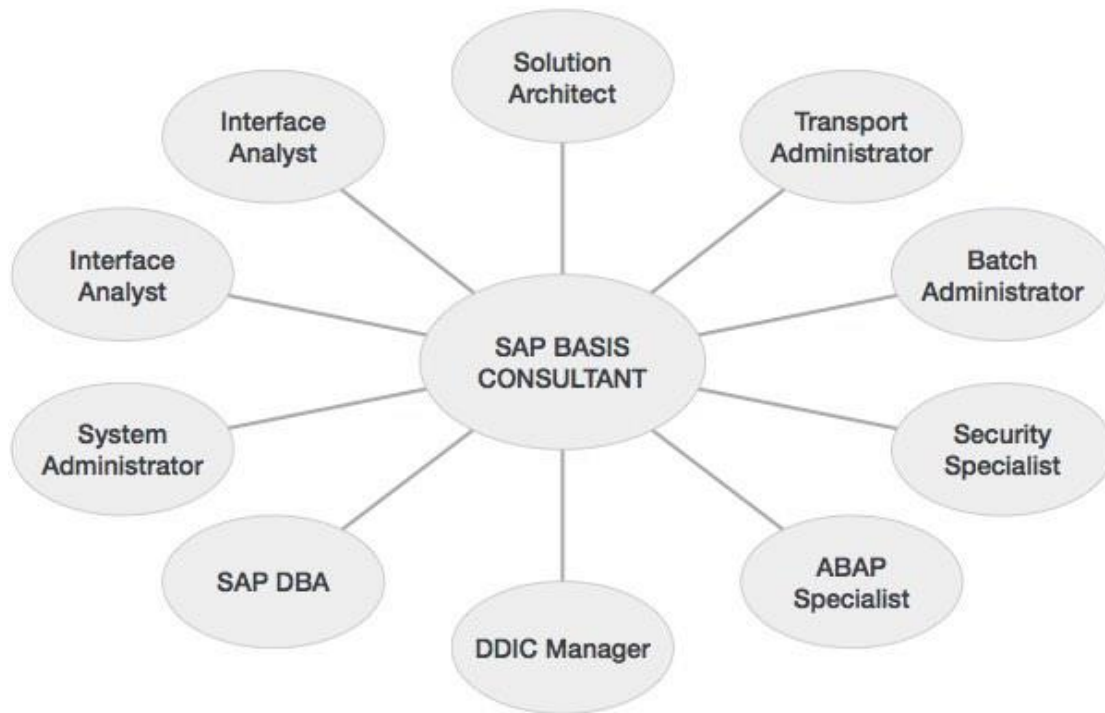 Solution
Architect
Interface
Analyst
Transport
Administrator
Interface
Analyst
Batch
Administrator
SAP BASIS
CONSULTANT
System
Administrator
Security
Specialist
SAP DBA
ABAP
Specialist
DDIC Manager